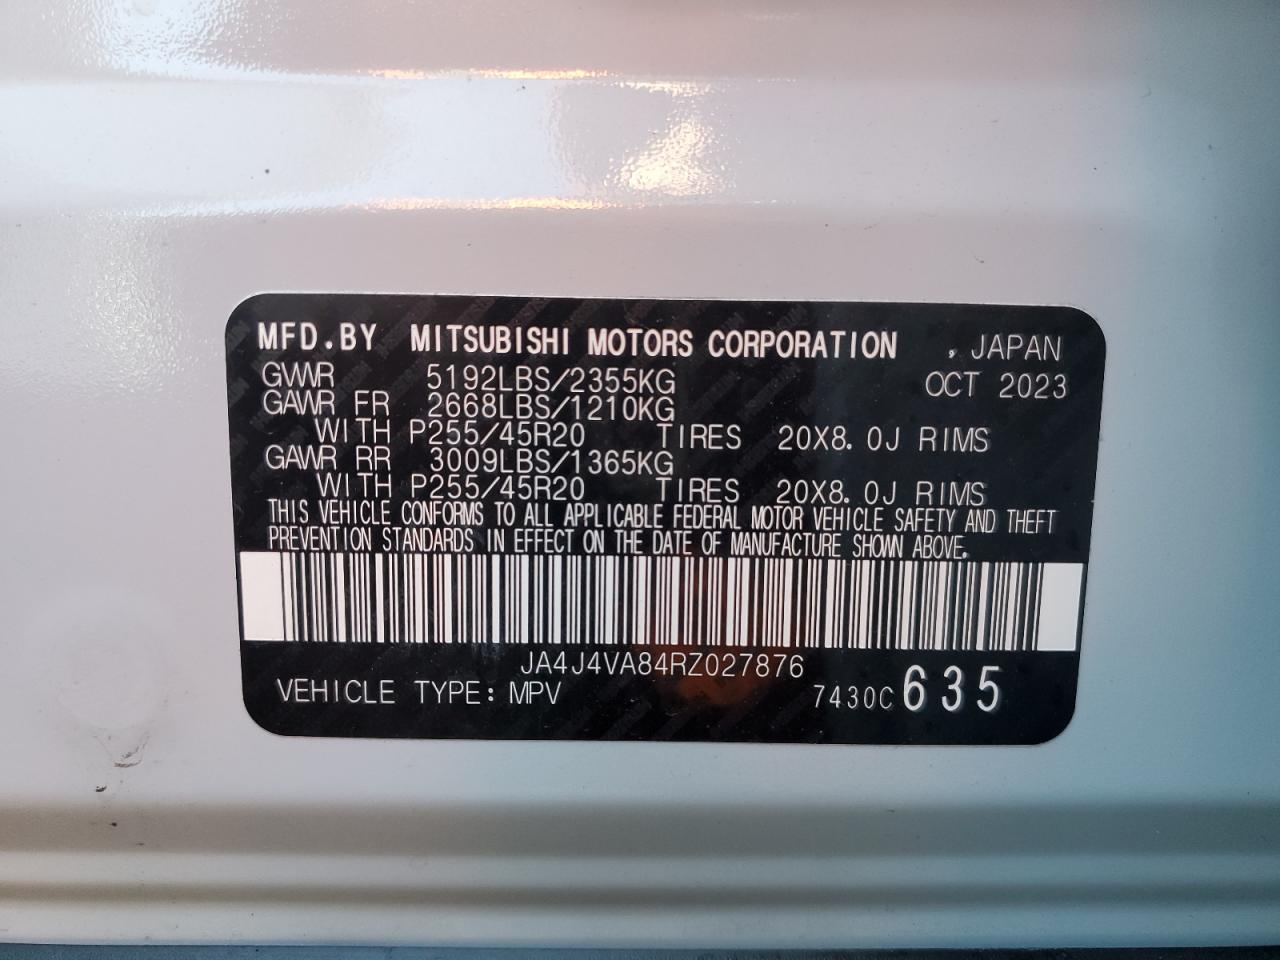 MFD.BY MITSUBISHI MOTORS CORPORATION , JAPAN
GVWR 5192LBS/2355KG OCT 2023
GAWR FR 2668LBS/1210KG
WITH P255/45R20 TIRES 20X8.0J RIMS
GAWR RR 3009LBS/1365KG
WITH P255/45R20 TIRES 20X8.0J RIMS
THIS VEHICLE CONFORMS TO ALL APPLICABLE FEDERAL MOTOR VEHICLE SAFETY AND THEFT
PREVENTION STANDARDS IN EFFECT ON THE DATE OF MANUFACTURE SHOWN ABOVE.
JA4J4VA84RZ027876
VEHICLE TYPE: MPV 7430C 635